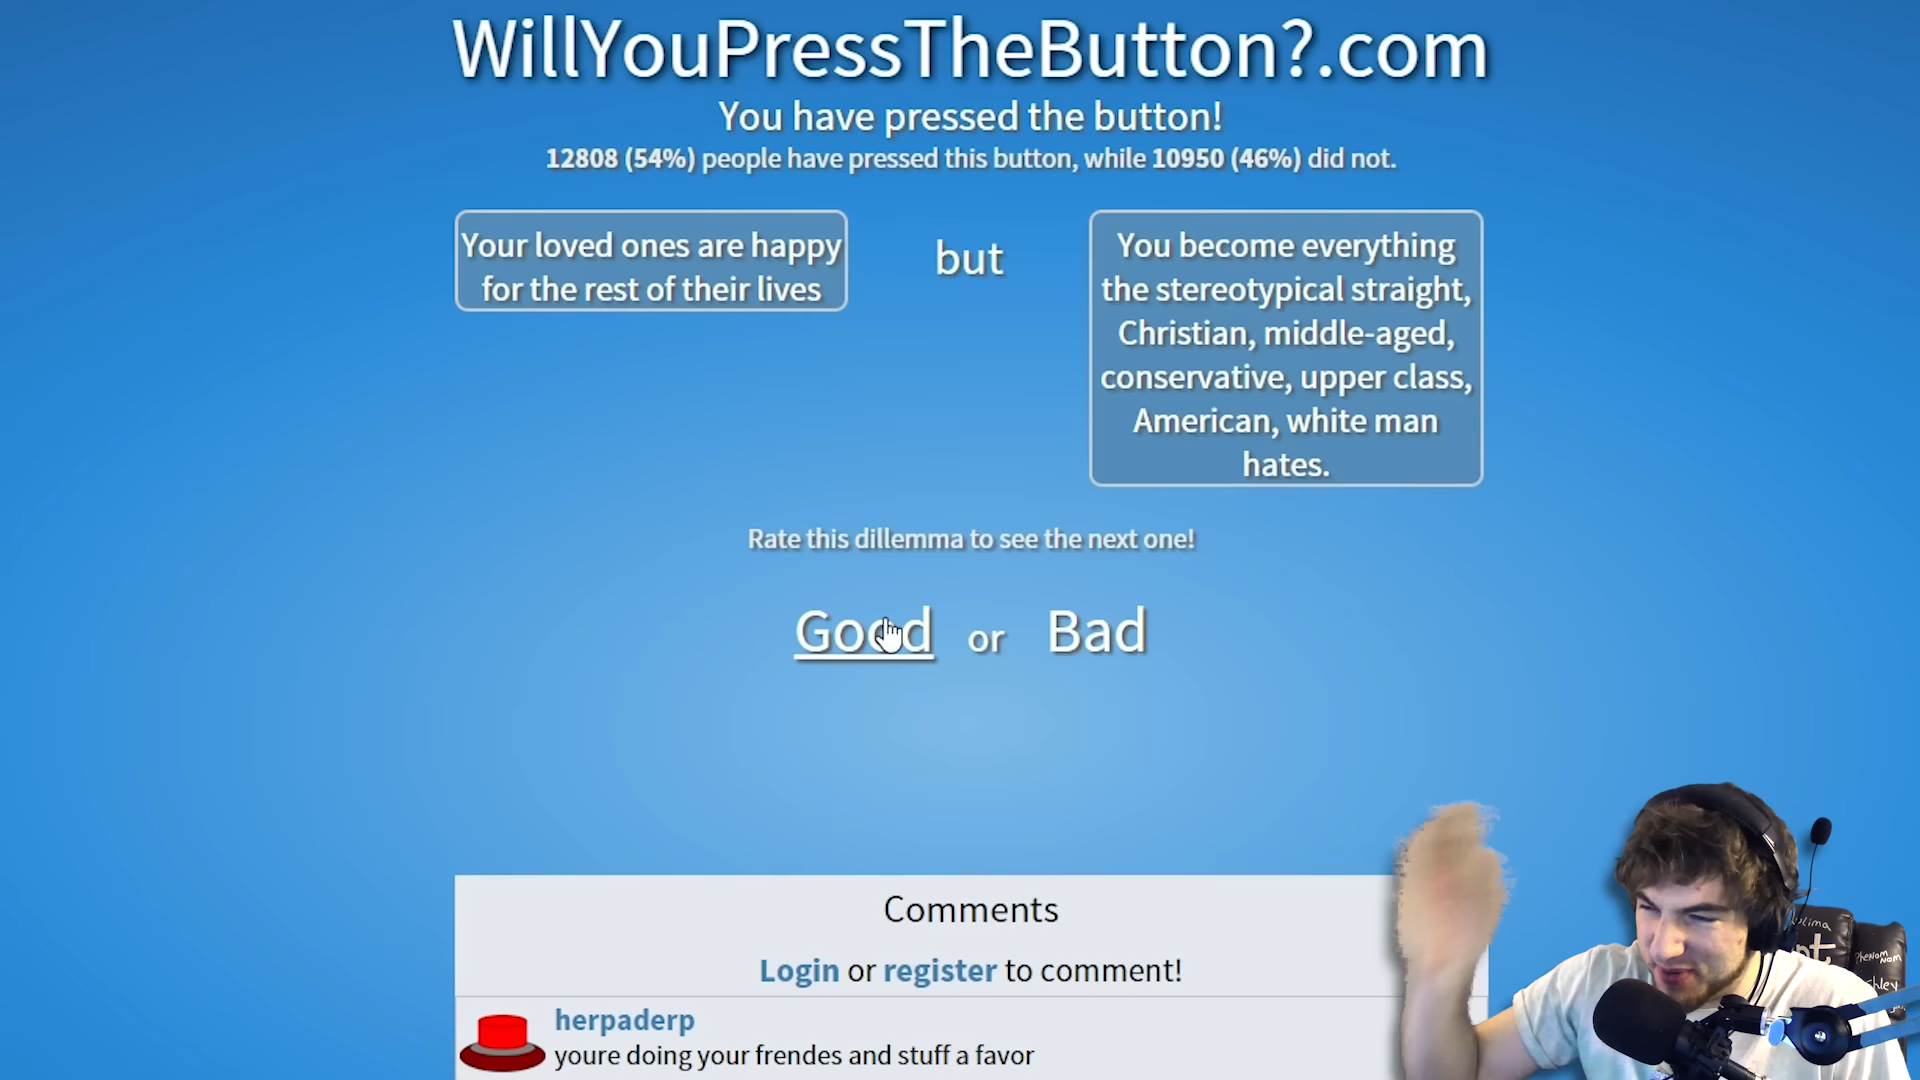 WillYouPressTheButton?.com
You have pressed the button!
12808 (54%) people have pressed this button, while 10950 (46%) did not.
Your loved ones are happy
for the rest of their lives
but
You become everything
the stereotypical straight,
Christian, middle-aged,
conservative, upper class,
American, white man
hates.
Rate this dillemma to see the next one!
Good or Bad
Comments
Login or register to comment!
herpaderp
youre doing your frendes and stuff a favor
Phenom
Nom